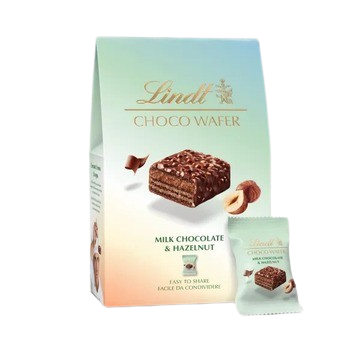 Lindt
CHOCO WAFER
MILK CHOCOLATE
& HAZELNUT
EASY TO SHARE
FACILE DA CONDIVIDERE
Lindt
CHOCO WAFER
MILK CHOCOLATE
& HAZELNUT